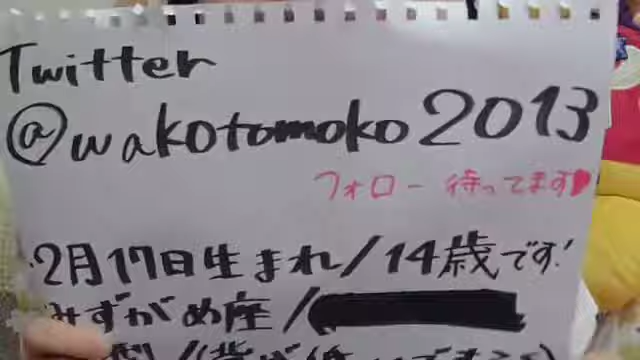 Twitter
@wakotomoko2013
フォロー待ってます♥
2月17日生まれ/14歳です!
みずがめ座/